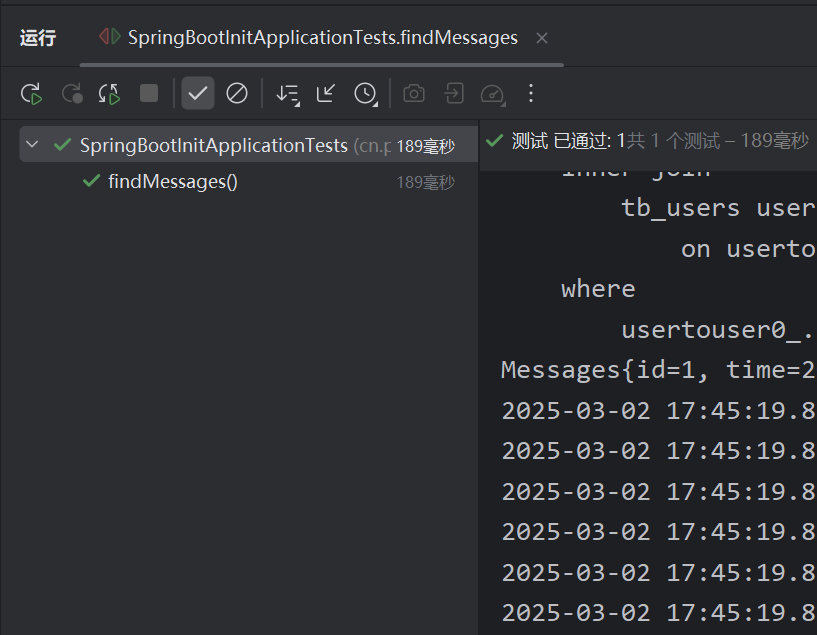 运行 SpringBootInitApplicationTests.findMessages
SpringBootInitApplicationTests (cn.p 189毫秒
findMessages() 189毫秒
测试 已通过: 1共 1 个测试 – 189毫秒
inner join
tb_users user
on userto
where
usertouser0_.
Messages{id=1, time=2
2025-03-02 17:45:19.8
2025-03-02 17:45:19.8
2025-03-02 17:45:19.8
2025-03-02 17:45:19.8
2025-03-02 17:45:19.8
2025-03-02 17:45:19.8